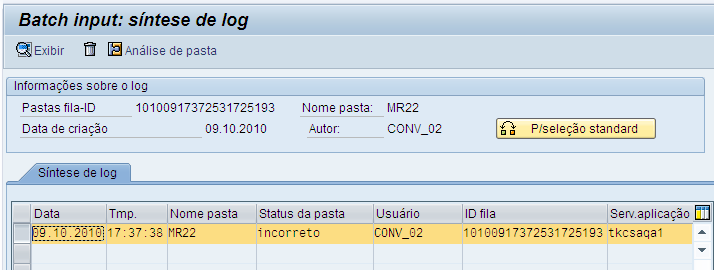 Batch input: síntese de log
Exibir Análise de pasta
Informações sobre o log
Pastas fila-ID 10100917372531725193 Nome pasta: MR22
Data de criação 09.10.2010 Autor: CONV_02 P/seleção standard
Síntese de log
Data Tmp. Nome pasta Status da pasta Usuário ID fila Serv.aplicação
09.10.2010 17:37:38 MR22 incorreto CONV_02 10100917372531725193 tkcsaqa1